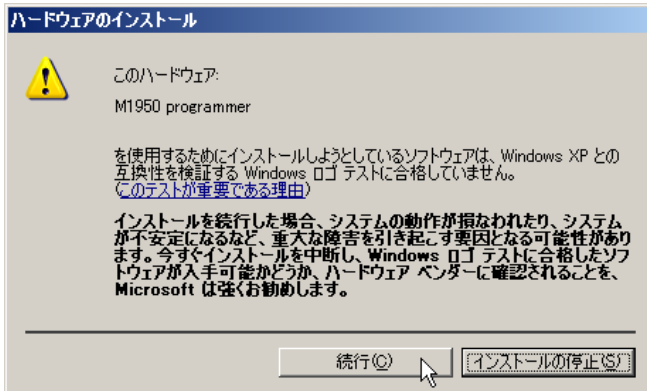 ハードウェアのインストール
このハードウェア:
M1950 programmer
を使用するためにインストールしようとしているソフトウェアは、Windows XP との
互換性を検証する Windows ロゴ テストに合格していません。
(このテストが重要である理由)
インストールを続行した場合、システムの動作が損なわれたり、システム
が不安定になるなど、重大な障害を引き起こす要因となる可能性があり
ます。今すぐインストールを中断し、Windows ロゴ テストに合格したソフ
トウェアが入手可能かどうか、ハードウェア ベンダーに確認されることを、
Microsoft は強くお勧めします。
続行(C)
インストールの停止(S)